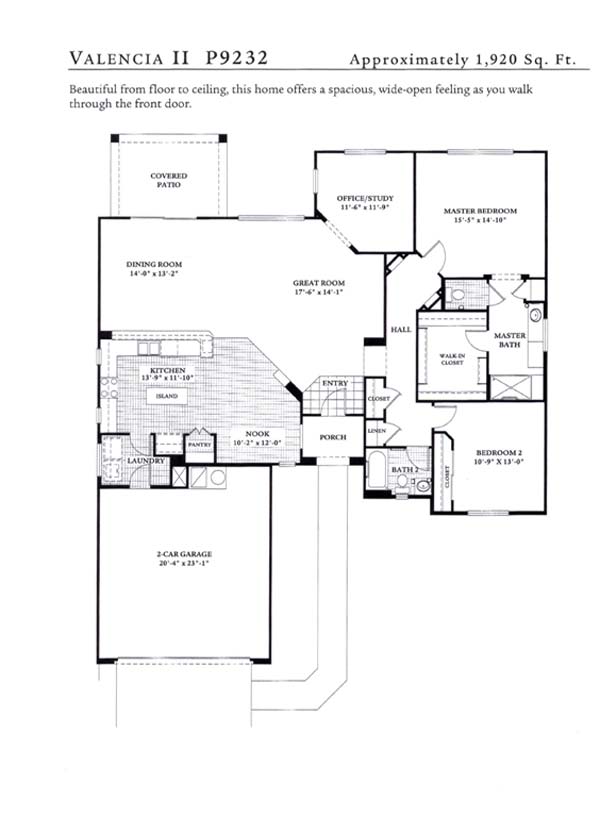 VALENCIA II P9232
Approximately 1,920 Sq. Ft.
Beautiful from floor to ceiling, this home offers a spacious, wide-open feeling as you walk
through the front door.
COVERED
PATIO
OFFICE/STUDY
11'-6" x 11'-9"
MASTER BEDROOM
15'-5" x 14'-10"
DINING ROOM
14'-0" x 13'-2"
GREAT ROOM
17'-6" x 14'-1"
HALL
MASTER
BATH
WALK-IN
CLOSET
KITCHEN
13'-9" x 11'-10"
ISLAND
ENTRY
CLOSET
LINEN
NOOK
10'-2" x 12'-0"
PORCH
PANTRY
LAUNDRY
BATH 2
CLOSET
BEDROOM 2
10'-9" X 13'-0"
2-CAR GARAGE
20'-4" x 23'-1"